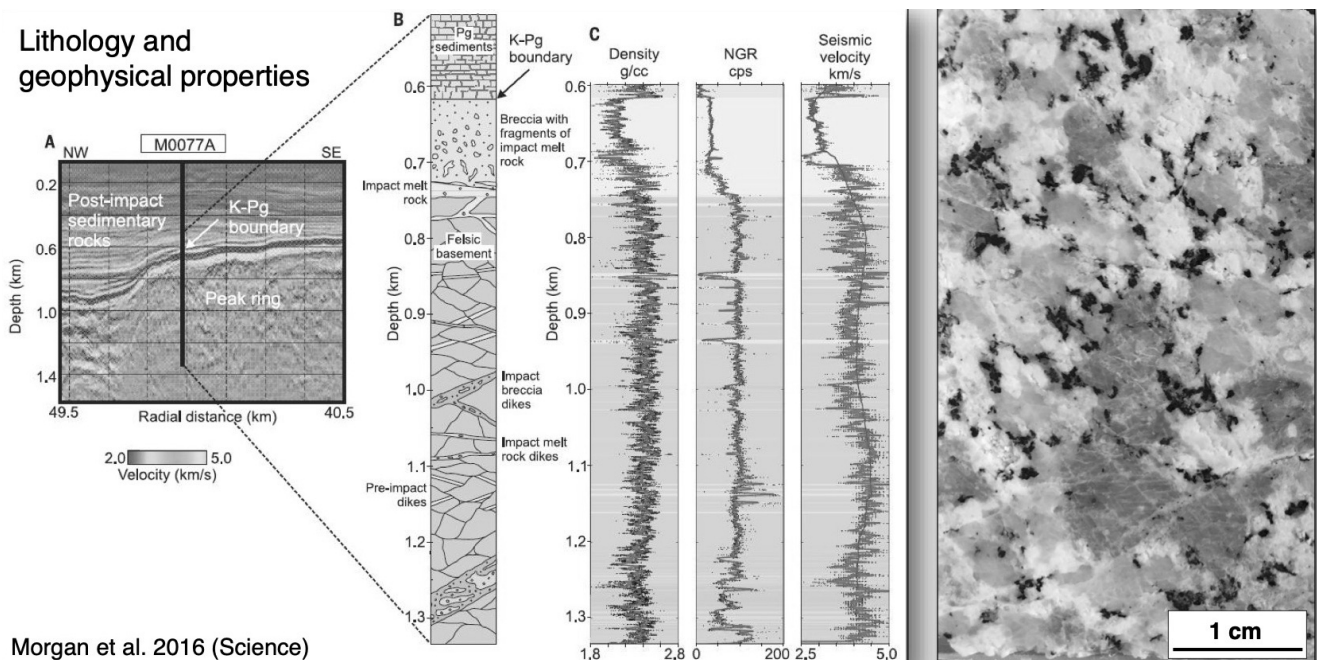 Lithology and
geophysical properties
A
NW
M0077A
SE
0.2
0.6
1.0
1.4
Depth (km)
Post-impact
sedimentary
rocks
K-Pg
boundary
Peak ring
49.5
Radial distance (km)
40.5
2.0
5.0
Velocity (km/s)
B
Pg
sediments
K-Pg
boundary
0.6
0.7
0.8
0.9
1.0
1.1
1.2
1.3
Depth (km)
Breccia with
fragments of
impact melt
rock
Impact melt
rock
Felsic
basement
Impact
breccia
dikes
Impact melt
rock dikes
Pre-impact
dikes
C
Density
g/cc
NGR
cps
Seismic
velocity
km/s
0.6
0.7
0.8
0.9
1.0
1.1
1.2
1.3
Depth (km)
1.8
2.8
0
200
2.5
5.0
1 cm
Morgan et al. 2016 (Science)